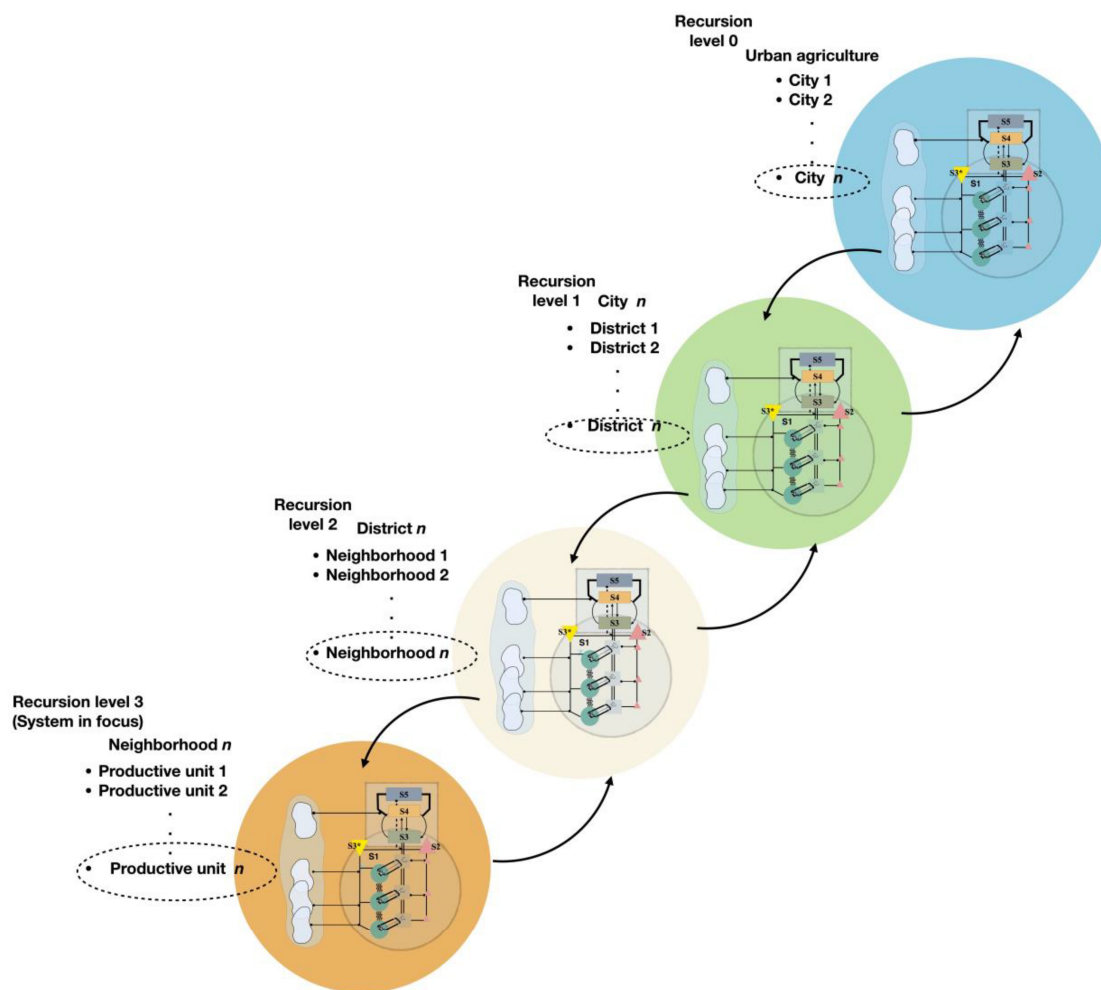 Recursion
level 0
Urban agriculture
• City 1
• City 2
• City n
S5
S4
S3
S3*
S2
S1
Recursion
level 1 City n
• District 1
• District 2
• District n
S5
S4
S3
S3*
S2
S1
Recursion
level 2
District n
• Neighborhood 1
• Neighborhood 2
• Neighborhood n
S5
S4
S3
S3*
S2
S1
Recursion level 3
(System in focus)
Neighborhood n
• Productive unit 1
• Productive unit 2
• Productive unit n
S5
S4
S3
S3*
S2
S1